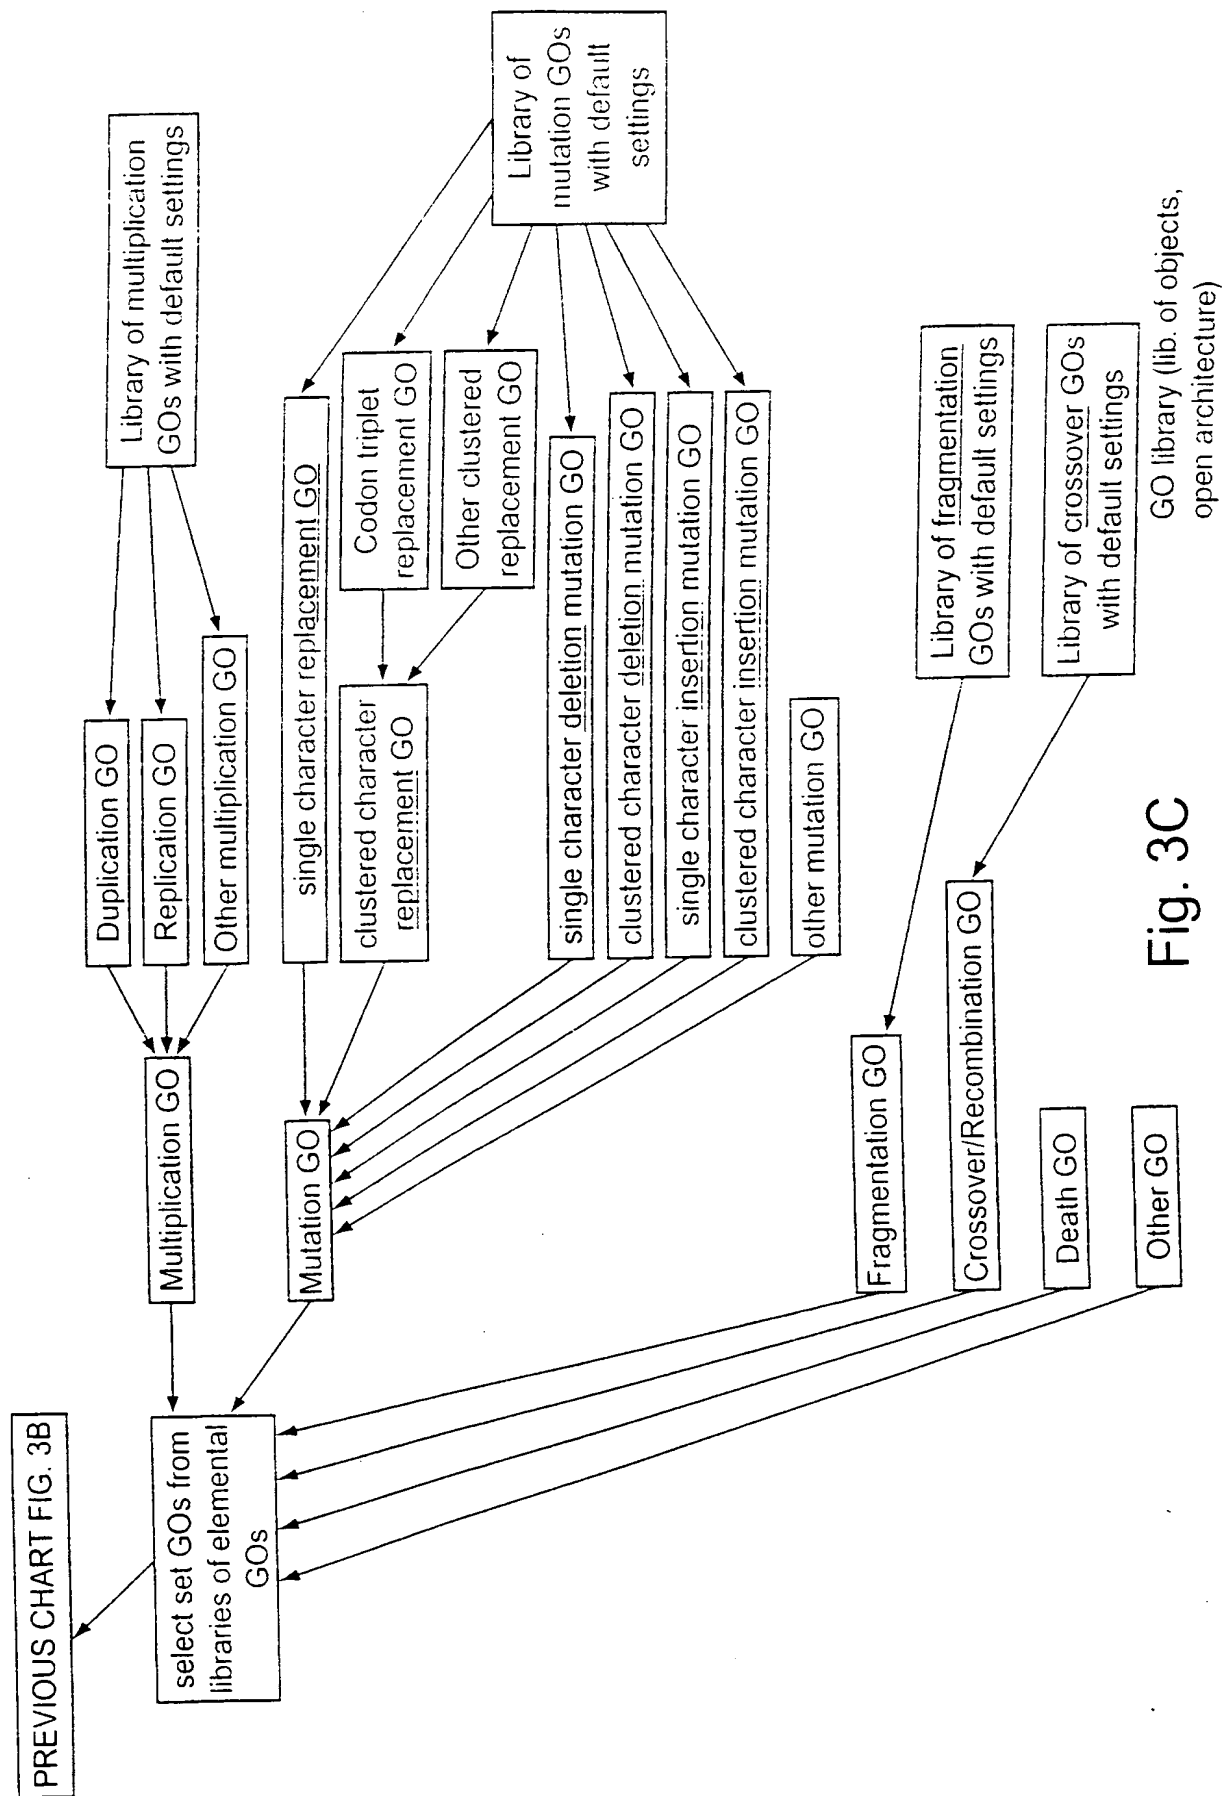 PREVIOUS CHART FIG. 3B
select set GOs from
libraries of elemental
GOs
Multiplication GO
Duplication GO
Replication GO
Other multiplication GO
Library of multiplication
GOs with default settings
Mutation GO
single character replacement GO
clustered character
replacement GO
Codon triplet
replacement GO
Other clustered
replacement GO
single character deletion mutation GO
clustered character deletion mutation GO
single character insertion mutation GO
clustered character insertion mutation GO
other mutation GO
Library of
mutation GOs
with default
settings
Fragmentation GO
Crossover/Recombination GO
Death GO
Other GO
Library of fragmentation
GOs with default settings
Library of crossover GOs
with default settings
GO library (lib. of objects,
open architecture)
Fig. 3C